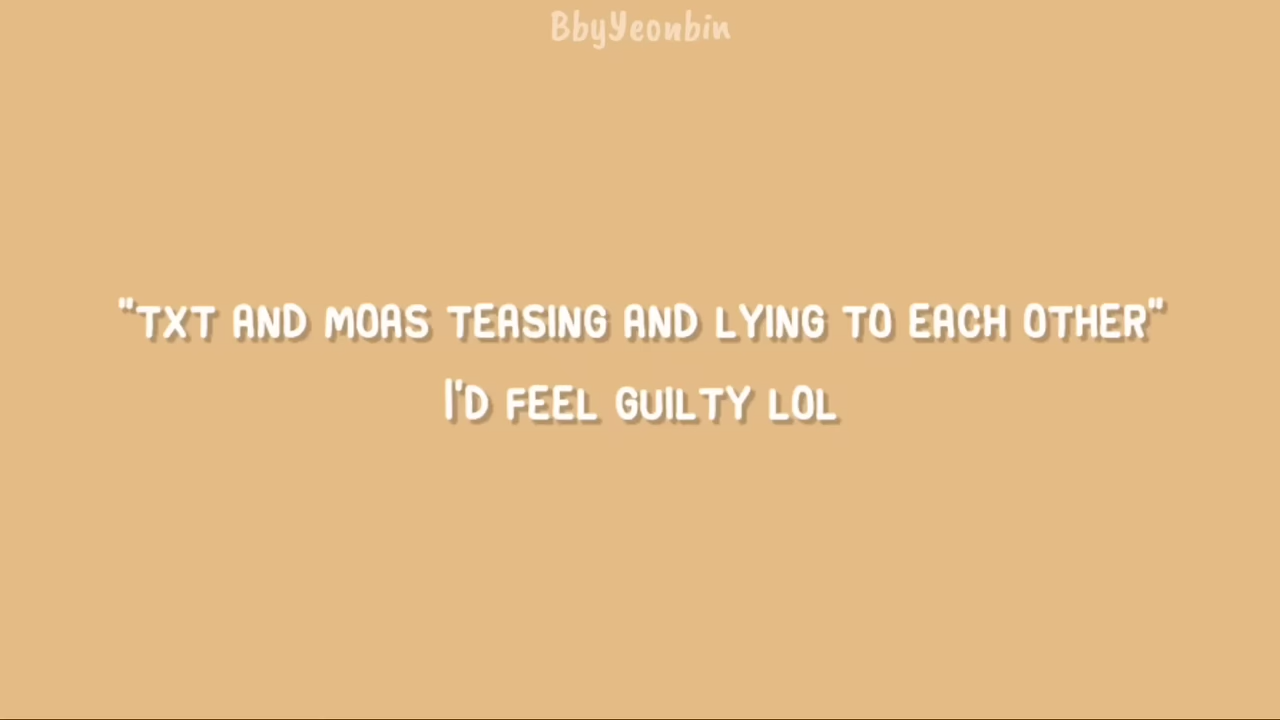 BbyYeonbin
"TXT AND MOAS TEASING AND LYING TO EACH OTHER"
I'D FEEL GUILTY LOL